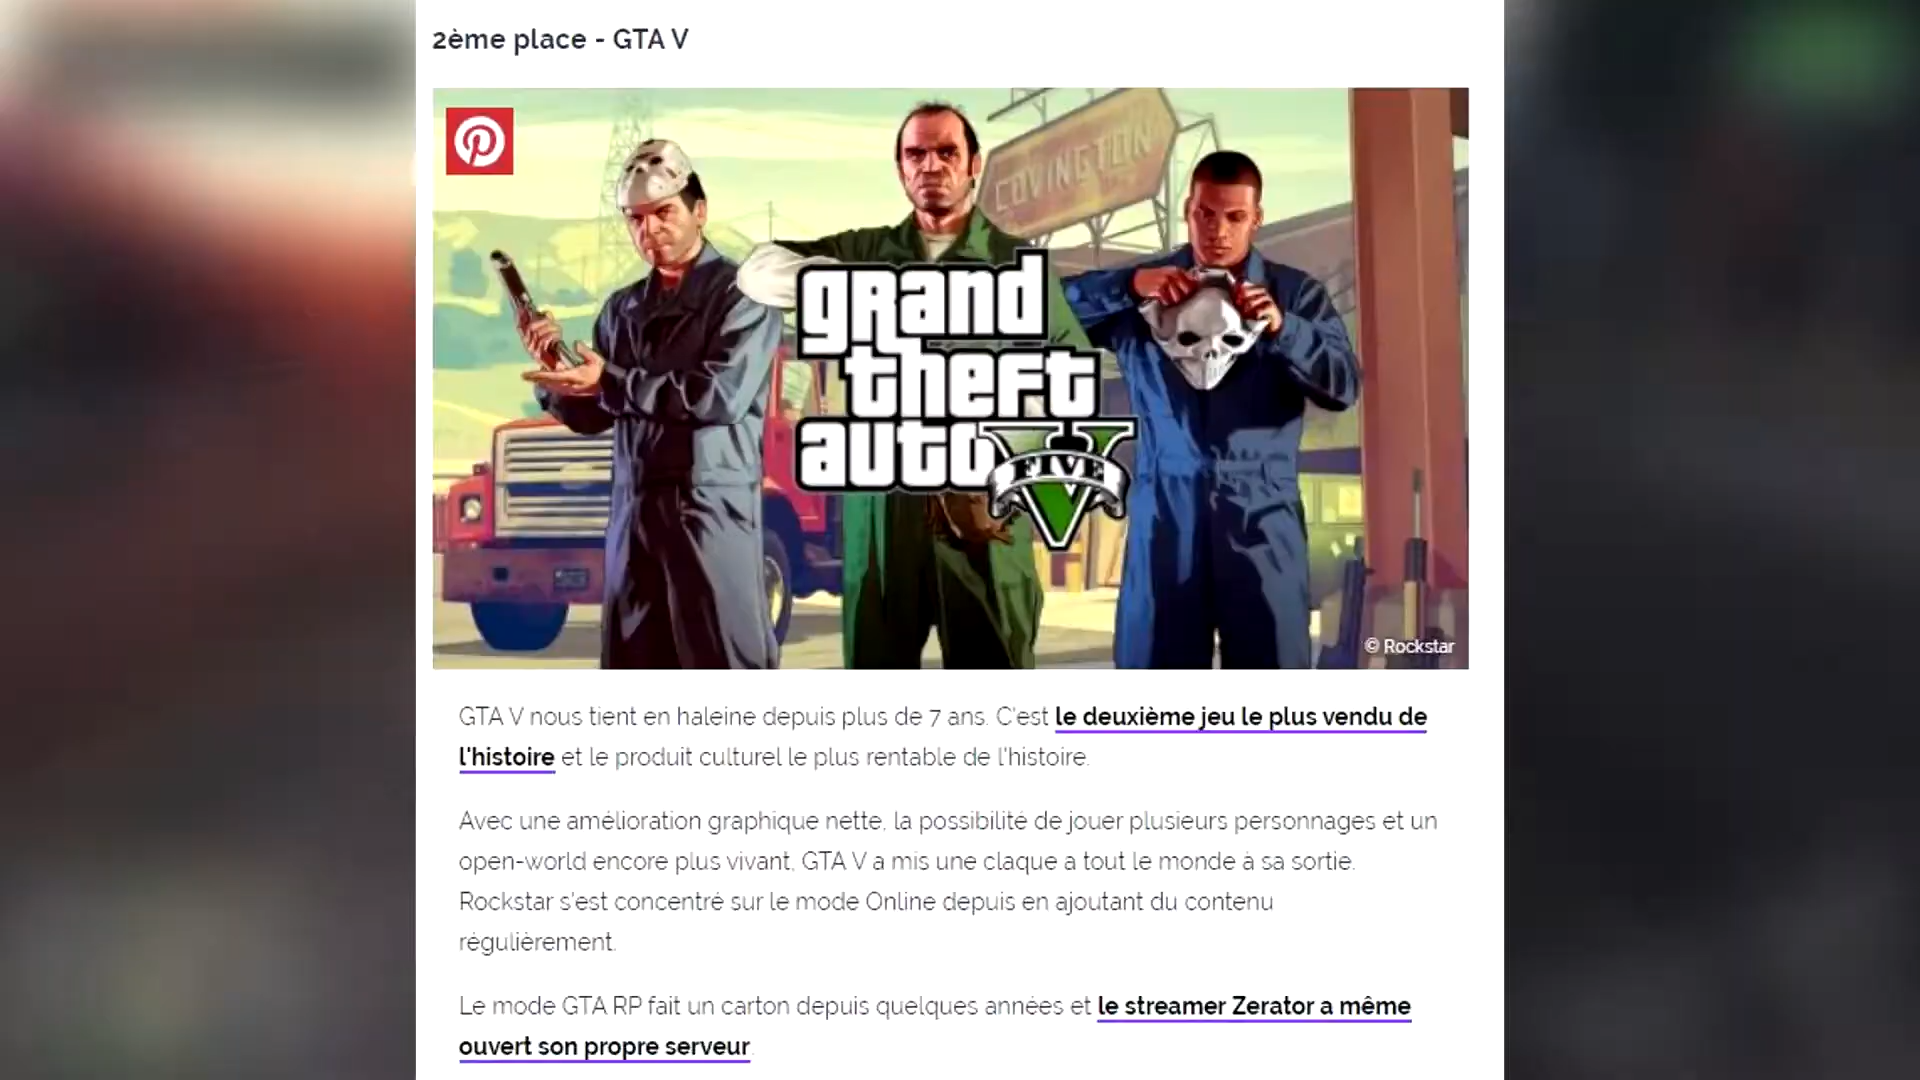 2ème place - GTA V
COVINGTON
grand
theft
auto V
FIVE
© Rockstar
GTA V nous tient en haleine depuis plus de 7 ans. C'est le deuxième jeu le plus vendu de
l'histoire et le produit culturel le plus rentable de l'histoire.
Avec une amélioration graphique nette, la possibilité de jouer plusieurs personnages et un
open-world encore plus vivant, GTA V a mis une claque a tout le monde à sa sortie.
Rockstar s'est concentré sur le mode Online depuis en ajoutant du contenu
régulièrement.
Le mode GTA RP fait un carton depuis quelques années et le streamer Zerator a même
ouvert son propre serveur.